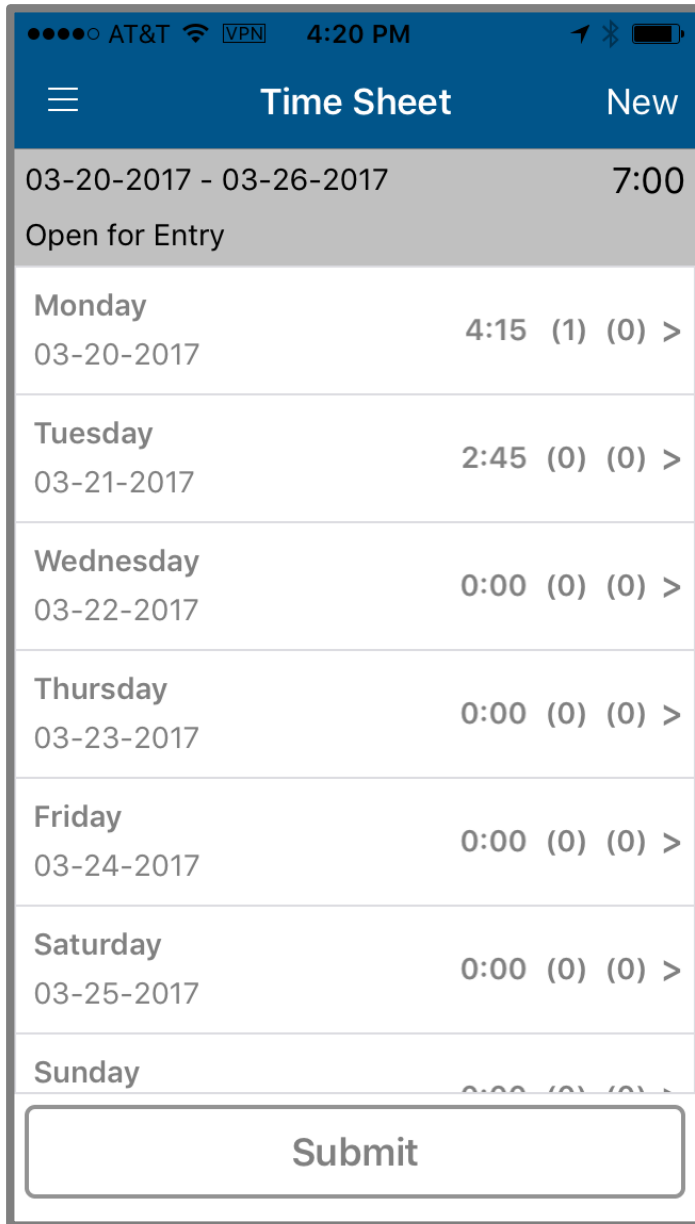 AT&T VPN 4:20 PM
Time Sheet New
03-20-2017 - 03-26-2017 7:00
Open for Entry
Monday
4:15 (1) (0) >
03-20-2017
Tuesday
2:45 (0) (0) >
03-21-2017
Wednesday
0:00 (0) (0) >
03-22-2017
Thursday
0:00 (0) (0) >
03-23-2017
Friday
0:00 (0) (0) >
03-24-2017
Saturday
0:00 (0) (0) >
03-25-2017
Sunday
Submit